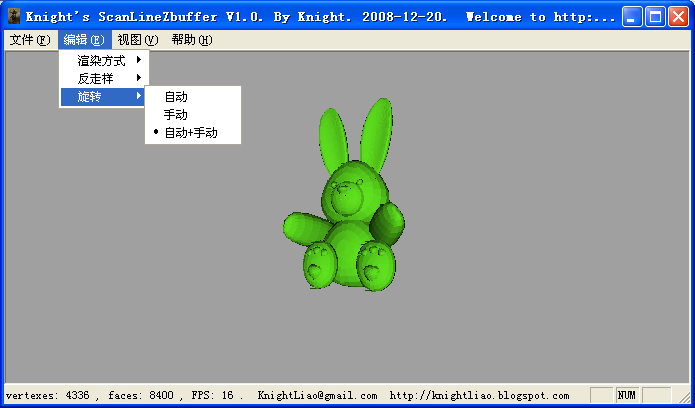 Knight's ScanLineZbuffer V1.0. By Knight. 2008-12-20.  Welcome to http:...
文件(F) 编辑(E) 视图(V) 帮助(H)
渲染方式
反走样
旋转
自动
手动
自动+手动
vertexes: 4336 , faces: 8400 , FPS: 16 .  KnightLiao@gmail.com  http://knightliao.blogspot.com NUM